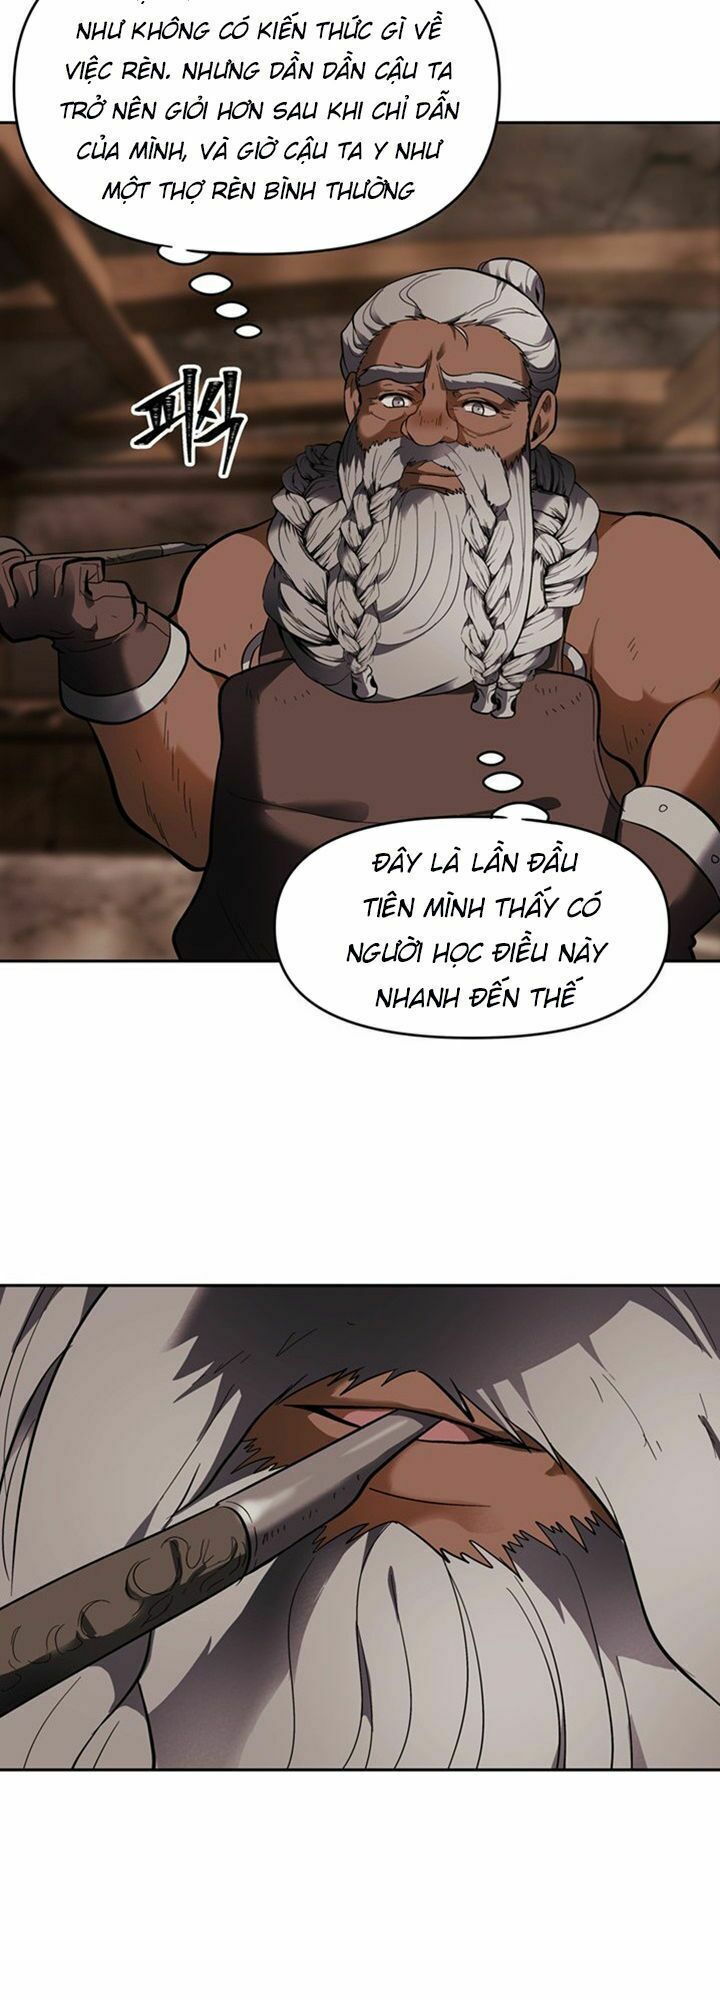 NHƯ KHÔNG CÓ KIẾN THỨC GÌ VỀ
VIỆC RÈN. NHƯNG DẦN DẦN CẬU TA
TRỞ NÊN GIỎI HƠN SAU KHI CHỈ DẪN
CỦA MÌNH, VÀ GIỜ CẬU TA Y NHƯ
MỘT THỢ RÈN BÌNH THƯỜNG
피식
ĐÂY LÀ LẦN ĐẦU
TIÊN MÌNH THẤY CÓ
NGƯỜI HỌC ĐIỀU NÀY
NHANH ĐẾN THẾ